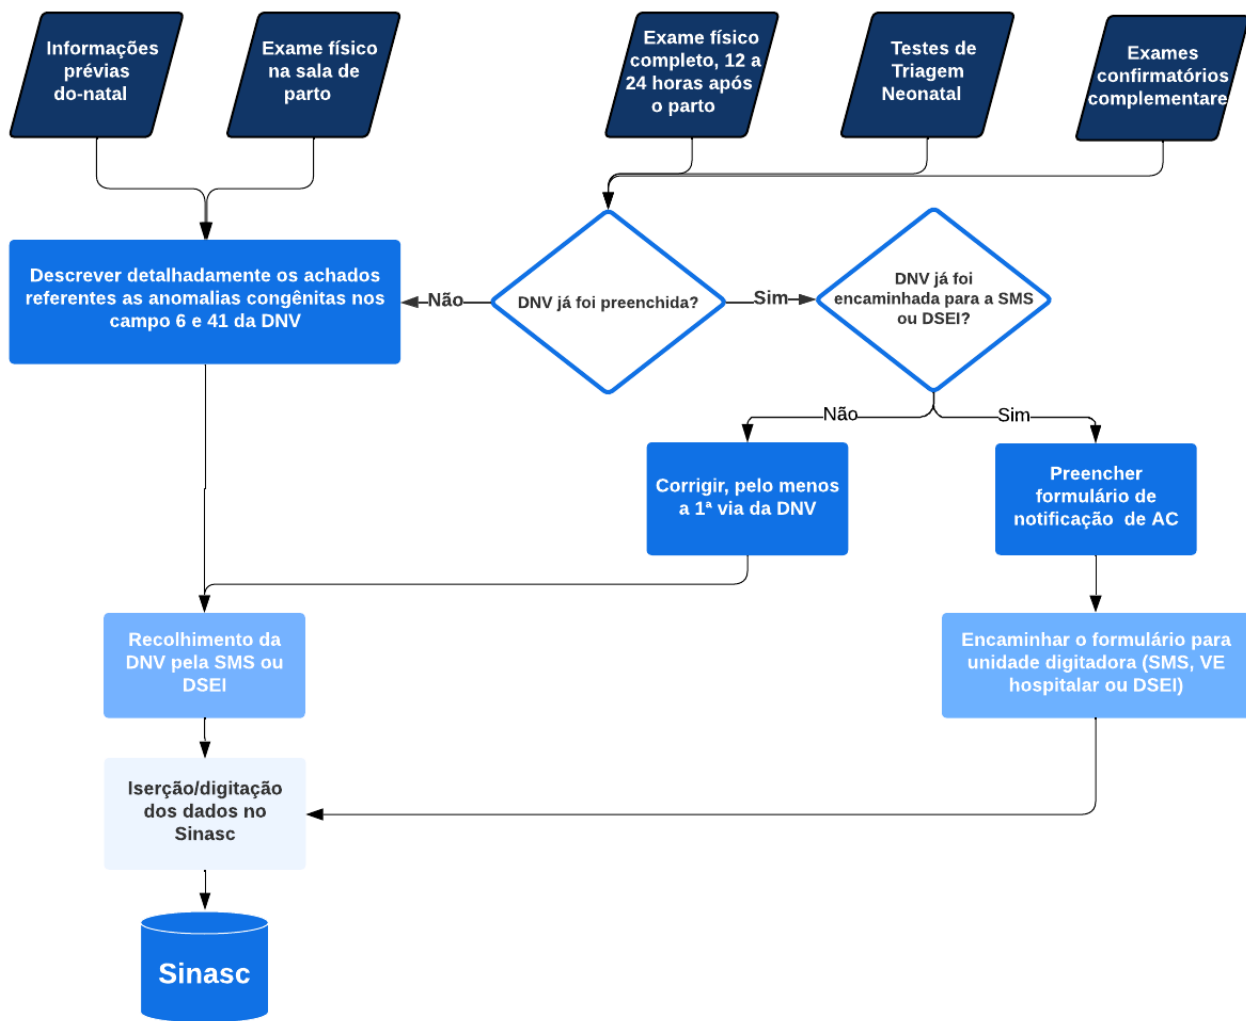 Informações
prévias
do-natal
Exame físico
na sala de
parto
Exame físico
completo, 12 a
24 horas após
o parto
Testes de
Triagem
Neonatal
Exames
confirmatórios
complementare
Descrever detalhadamente os achados
referentes as anomalias congênitas nos
campo 6 e 41 da DNV
Não
DNV já foi preenchida?
Sim
DNV já foi
encaminhada para a SMS
ou DSEI?
Não
Sim
Corrigir, pelo menos
a 1ª via da DNV
Preencher
formulário de
notificação de AC
Recolhimento da
DNV pela SMS ou
DSEI
Encaminhar o formulário para
unidade digitadora (SMS, VE
hospitalar ou DSEI)
Iserção/digitação
dos dados no
Sinasc
Sinasc